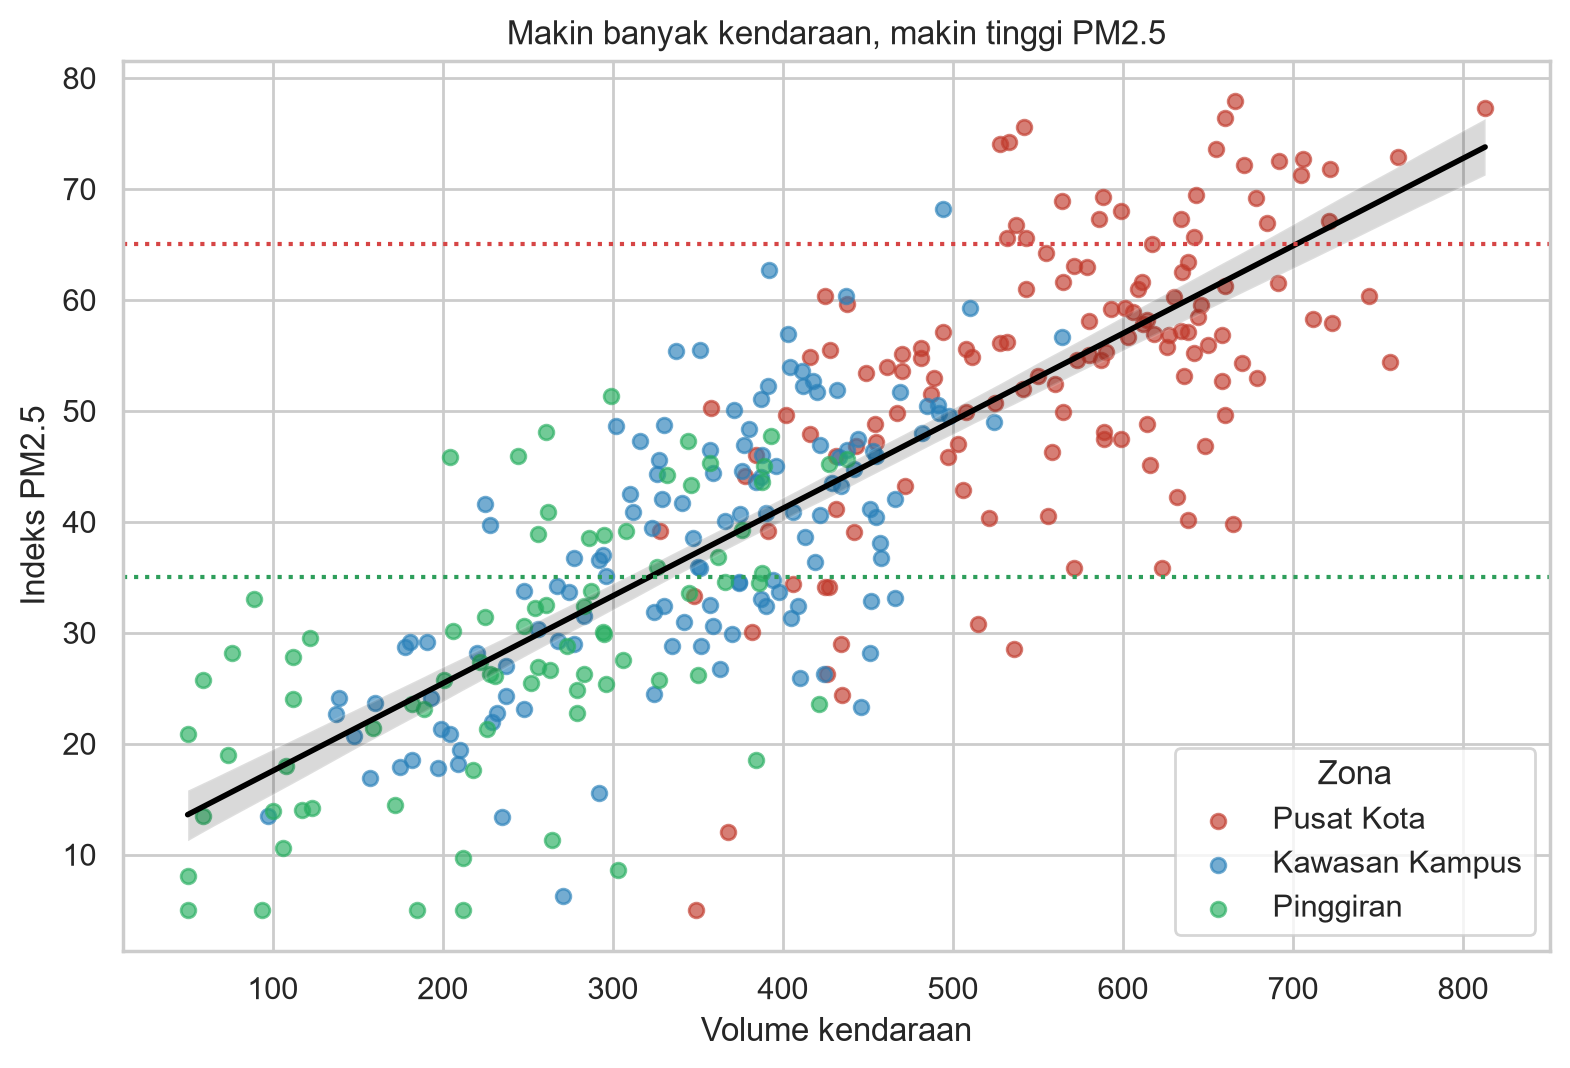 Makin banyak kendaraan, makin tinggi PM2.5
80
70
60
50
40
30
20
10
Indeks PM2.5
100 200 300 400 500 600 700 800
Volume kendaraan
Zona
Pusat Kota
Kawasan Kampus
Pinggiran